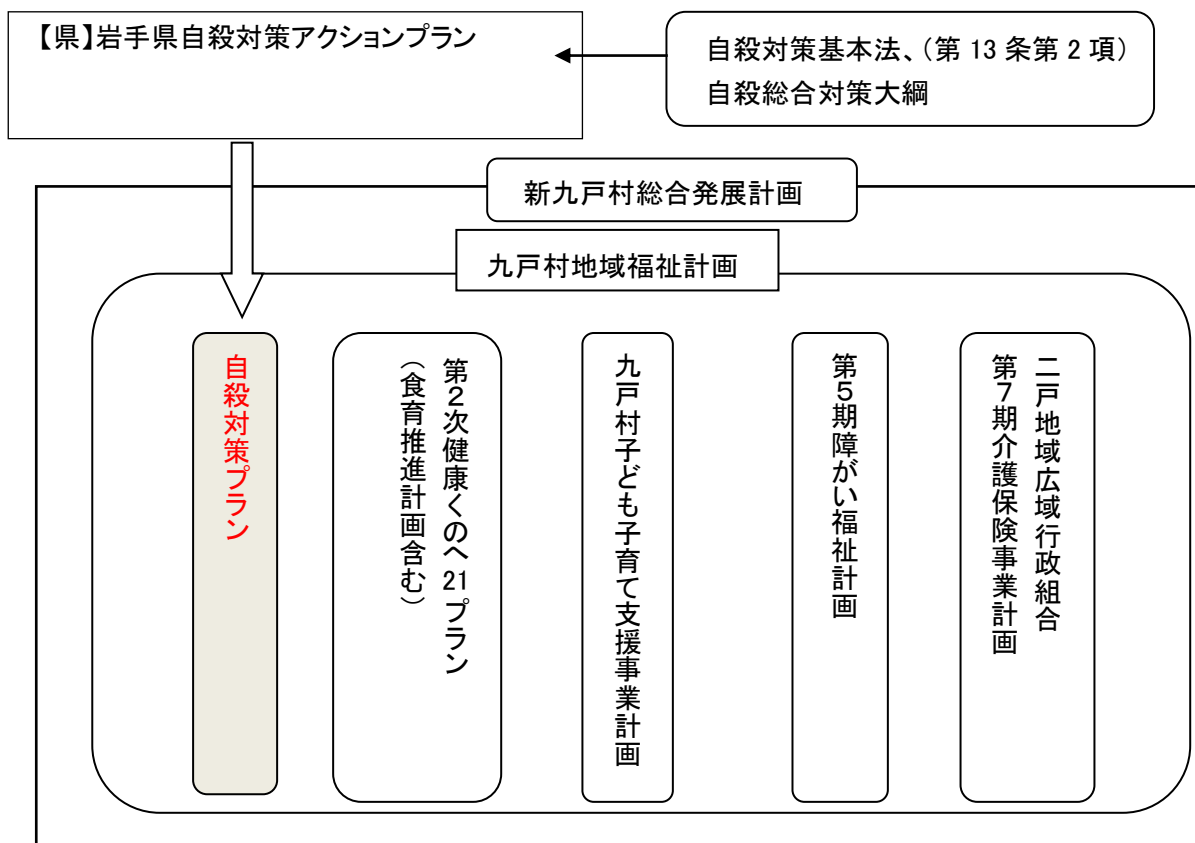 【県】岩手県自殺対策アクションプラン
自殺対策基本法、（第 13 条第 2 項）
自殺総合対策大綱
新九戸村総合発展計画
九戸村地域福祉計画
自殺対策プラン
第２次健康くのへ 21 プラン
（食育推進計画含む）
九戸村子ども子育て支援事業計画
第５期障がい福祉計画
二戸地域広域行政組合
第７期介護保険事業計画